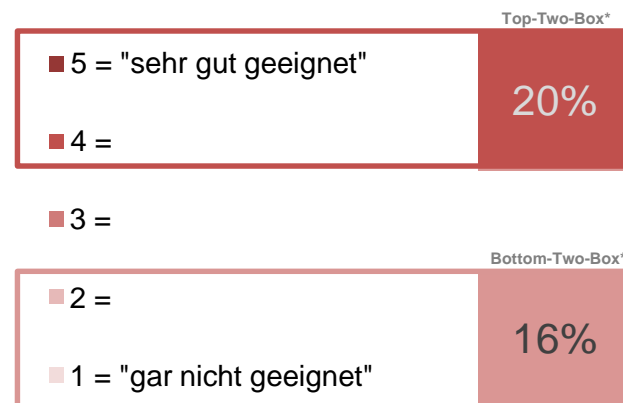 Top-Two-Box*
5 = "sehr gut geeignet"
20%
4 =
3 =
Bottom-Two-Box*
2 =
16%
1 = "gar nicht geeignet"